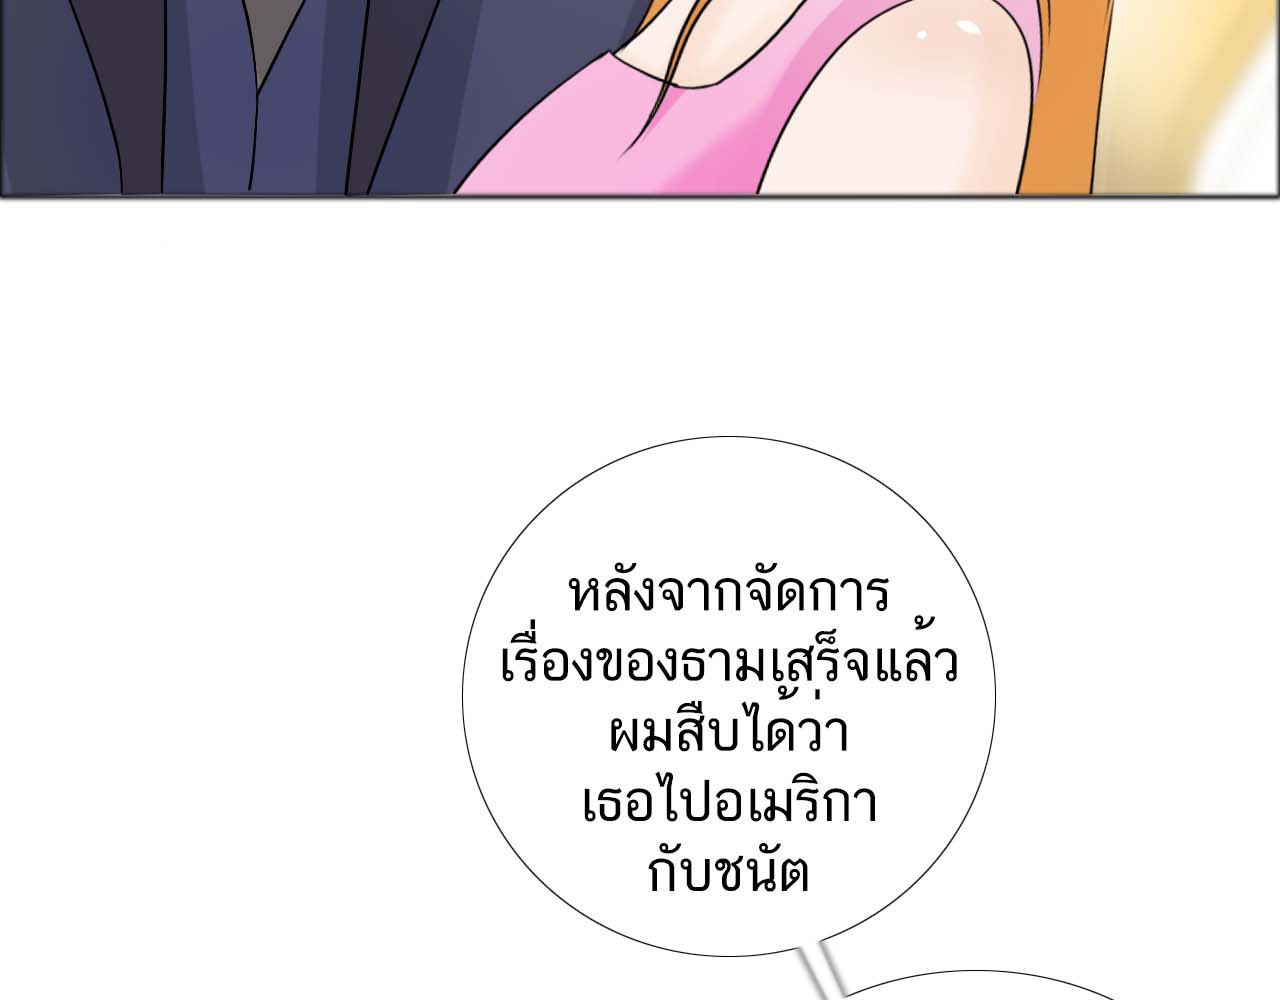 หลังจากจัดการ
เรื่องของธามเสร็จแล้ว
ผมสืบได้ว่า
เธอไปอเมริกา
กับชนัต